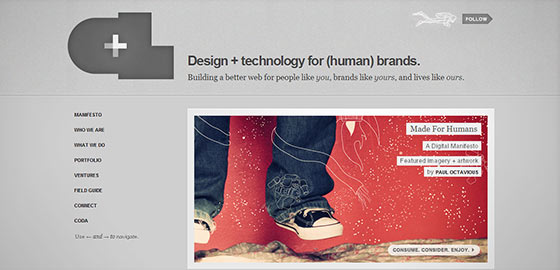 FOLLOW
Design + technology for (human) brands.
Building a better web for people like you, brands like yours, and lives like ours.
MANIFESTO
WHO WE ARE
WHAT WE DO
PORTFOLIO
VENTURES
FIELD GUIDE
CONNECT
CODA
Use ← and → to navigate.
Made For Humans
A Digital Manifesto
Featured Imagery + artwork
by PAUL OCTAVIOUS
CONSUME. CONSIDER. ENJOY.